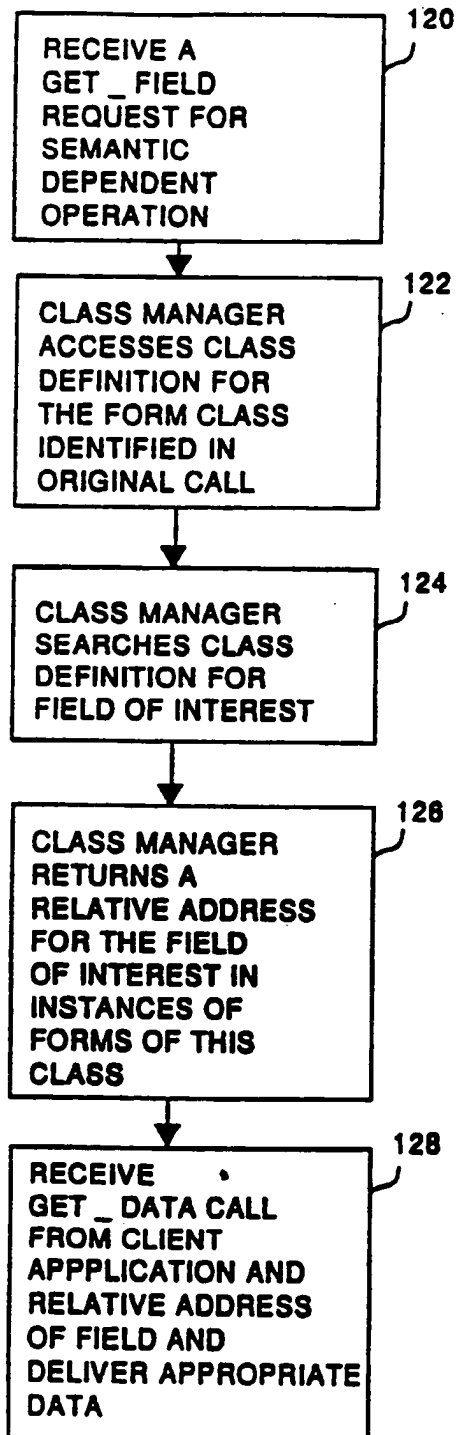 120
RECEIVE A
GET _ FIELD
REQUEST FOR
SEMANTIC
DEPENDENT
OPERATION
122
CLASS MANAGER
ACCESSES CLASS
DEFINITION FOR
THE FORM CLASS
IDENTIFIED IN
ORIGINAL CALL
124
CLASS MANAGER
SEARCHES CLASS
DEFINITION FOR
FIELD OF INTEREST
126
CLASS MANAGER
RETURNS A
RELATIVE ADDRESS
FOR THE FIELD
OF INTEREST IN
INSTANCES OF
FORMS OF THIS
CLASS
128
RECEIVE
GET _ DATA CALL
FROM CLIENT
APPPLICATION AND
RELATIVE ADDRESS
OF FIELD AND
DELIVER APPROPRIATE
DATA